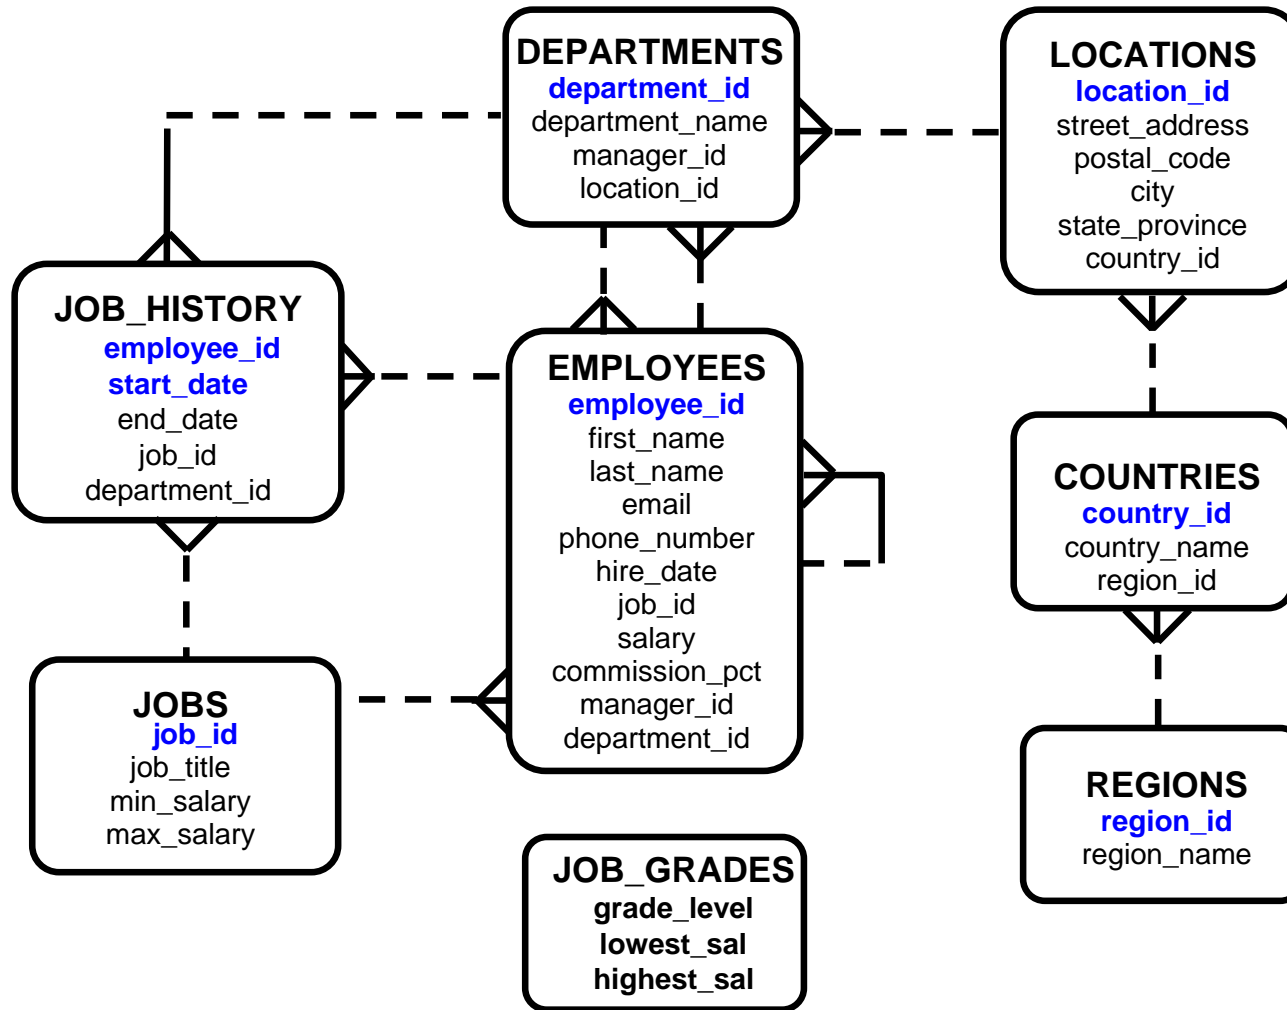 DEPARTMENTS
department_id
department_name
manager_id
location_id
LOCATIONS
location_id
street_address
postal_code
city
state_province
country_id
JOB_HISTORY
employee_id
start_date
end_date
job_id
department_id
EMPLOYEES
employee_id
first_name
last_name
email
phone_number
hire_date
job_id
salary
commission_pct
manager_id
department_id
COUNTRIES
country_id
country_name
region_id
JOBS
job_id
job_title
min_salary
max_salary
REGIONS
region_id
region_name
JOB_GRADES
grade_level
lowest_sal
highest_sal